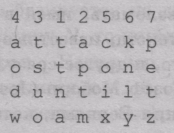 4 3 1 2 5 6 7
a t t a c k p
o s t p o n e
d u n t i l t
w o a m x y z